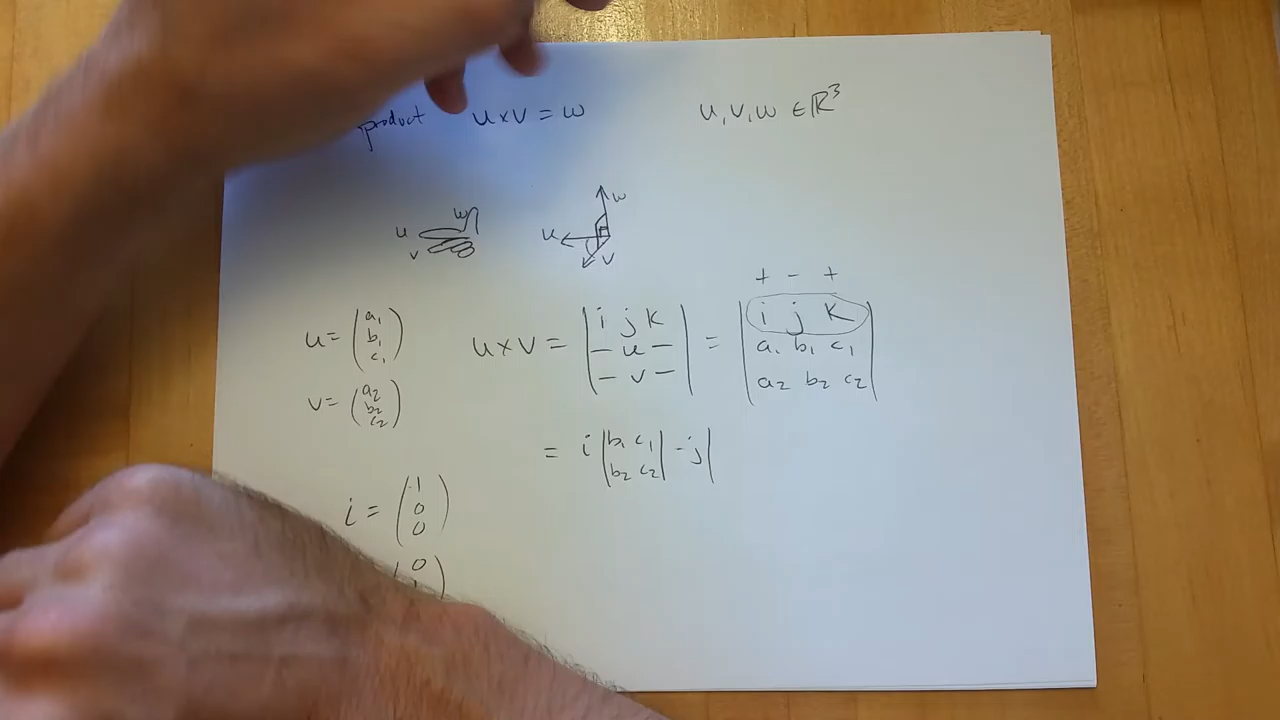 product u×v = w u,v,w ∈ ℝ³
w w
u u
v v
+ - +
u = (a₁ b₁ c₁) u×v = |i j k| = |i j k|
— u — a₁ b₁ c₁
v = (a₂ b₂ c₂) — v — a₂ b₂ c₂
= i |b₁ c₁| - j|
b₂ c₂
i = (1 0 0)
0